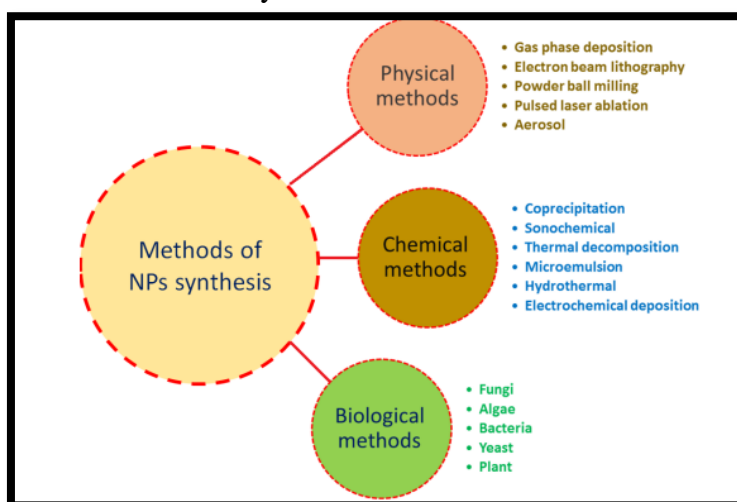 Methods of
NPs synthesis
Physical
methods
• Gas phase deposition
• Electron beam lithography
• Powder ball milling
• Pulsed laser ablation
• Aerosol
Chemical
methods
• Coprecipitation
• Sonochemical
• Thermal decomposition
• Microemulsion
• Hydrothermal
• Electrochemical deposition
Biological
methods
• Fungi
• Algae
• Bacteria
• Yeast
• Plant